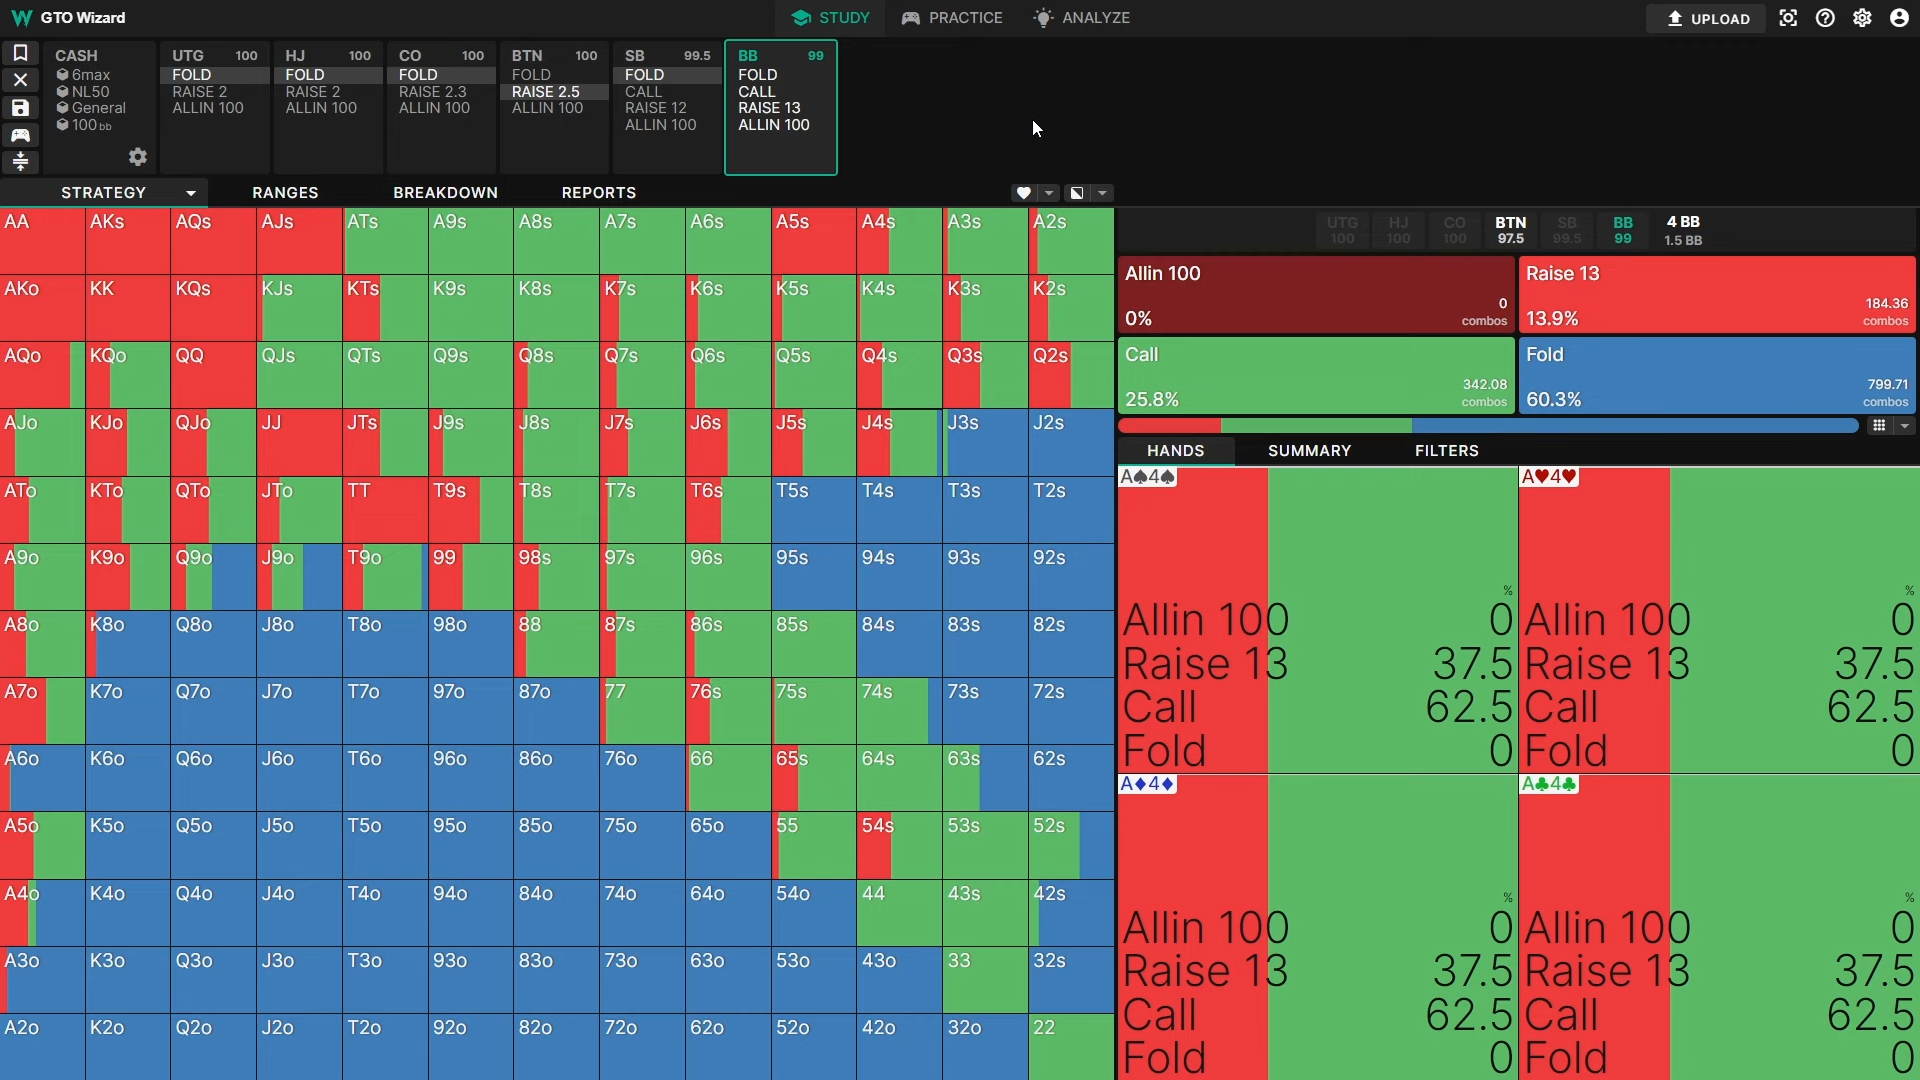 GTO Wizard
STUDY
PRACTICE
ANALYZE
UPLOAD
CASH
6max
NL50
General
100bb
UTG 100
FOLD
RAISE 2
ALLIN 100
HJ 100
FOLD
RAISE 2
ALLIN 100
CO 100
FOLD
RAISE 2.3
ALLIN 100
BTN 100
FOLD
RAISE 2.5
ALLIN 100
SB 99.5
FOLD
CALL
RAISE 12
ALLIN 100
BB 99
FOLD
CALL
RAISE 13
ALLIN 100
STRATEGY RANGES BREAKDOWN REPORTS
AA AKs AQs AJs ATs A9s A8s A7s A6s A5s A4s A3s A2s
AKo KK KQs KJs KTs K9s K8s K7s K6s K5s K4s K3s K2s
AQo KQo QQ QJs QTs Q9s Q8s Q7s Q6s Q5s Q4s Q3s Q2s
AJo KJo QJo JJ JTs J9s J8s J7s J6s J5s J4s J3s J2s
ATo KTo QTo JTo TT T9s T8s T7s T6s T5s T4s T3s T2s
A9o K9o Q9o J9o T9o 99 98s 97s 96s 95s 94s 93s 92s
A8o K8o Q8o J8o T8o 98o 88 87s 86s 85s 84s 83s 82s
A7o K7o Q7o J7o T7o 97o 87o 77 76s 75s 74s 73s 72s
A6o K6o Q6o J6o T6o 96o 86o 76o 66 65s 64s 63s 62s
A5o K5o Q5o J5o T5o 95o 85o 75o 65o 55 54s 53s 52s
A4o K4o Q4o J4o T4o 94o 84o 74o 64o 54o 44 43s 42s
A3o K3o Q3o J3o T3o 93o 83o 73o 63o 53o 43o 33 32s
A2o K2o Q2o J2o T2o 92o 82o 72o 62o 52o 42o 32o 22
UTG HJ CO BTN SB BB 4 BB
100 100 100 97.5 99.5 99 1.5 BB
Allin 100
0%
0
combos
Raise 13
13.9%
184.36
combos
Call
25.8%
342.08
combos
Fold
60.3%
799.71
combos
HANDS SUMMARY FILTERS
A♠4♠
%
Allin 100 0
Raise 13 37.5
Call 62.5
Fold 0
A♥4♥
%
Allin 100 0
Raise 13 37.5
Call 62.5
Fold 0
A♦4♦
%
Allin 100 0
Raise 13 37.5
Call 62.5
Fold 0
A♣4♣
%
Allin 100 0
Raise 13 37.5
Call 62.5
Fold 0